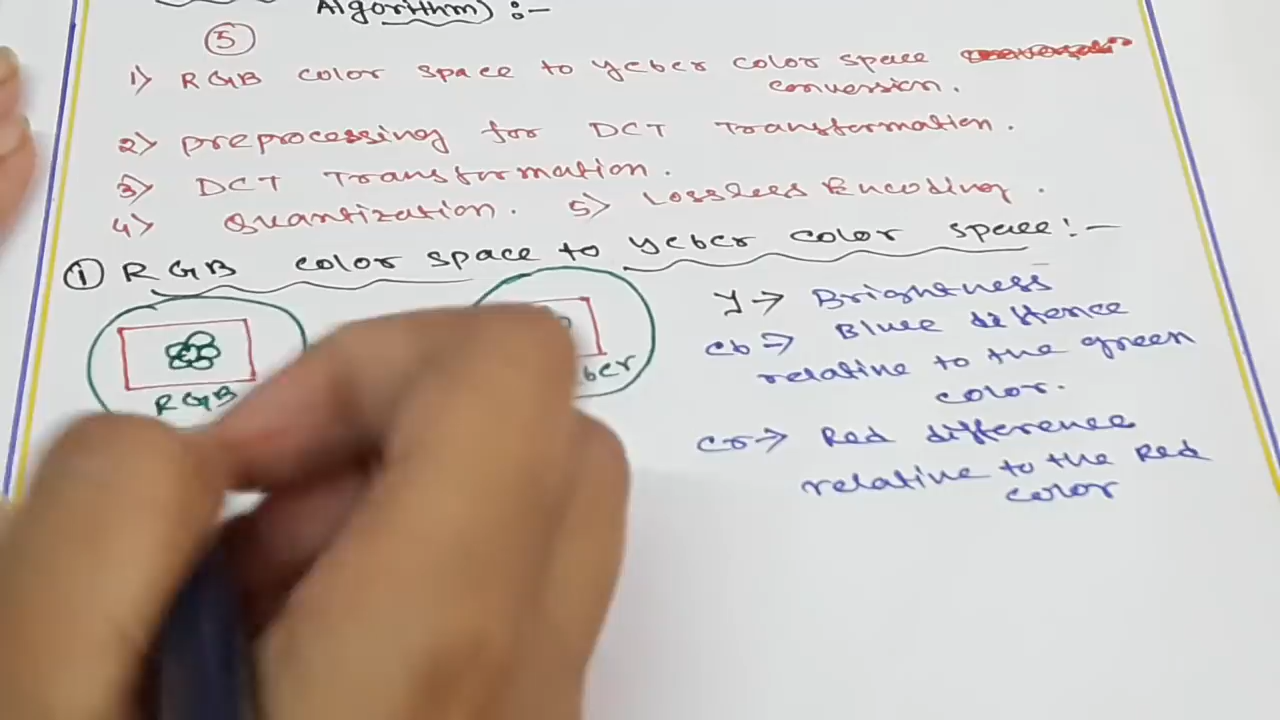 Algorithm) :-
5
1) RGB color space to ycbcr color space
conversion.
2) preprocessing for DCT Transformation.
3) DCT Transformation.
4) Quantization. 5) Lossless Encoding.
1 RGB color space to ycbcr color space:-
RGB
bcr
y → Brightness
cb → Blue diffence
relative to the green
color.
cr → Red difference
relative to the Red
color